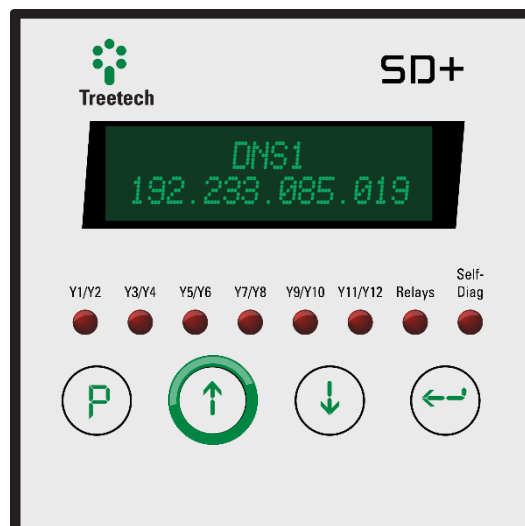 Treetech
SD+
DNS1
192.233.085.019
Y1/Y2 Y3/Y4 Y5/Y6 Y7/Y8 Y9/Y10 Y11/Y12 Relays Self-Diag
P